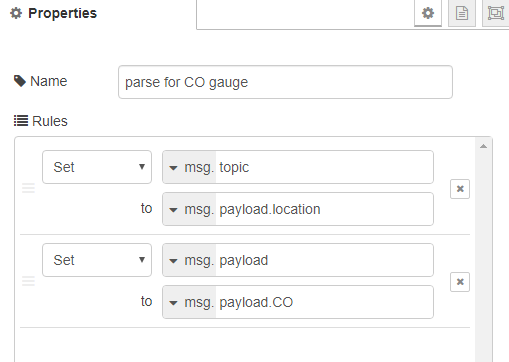 Properties
Name parse for CO gauge
Rules
Set msg. topic
to msg. payload.location
Set msg. payload
to msg. payload.CO